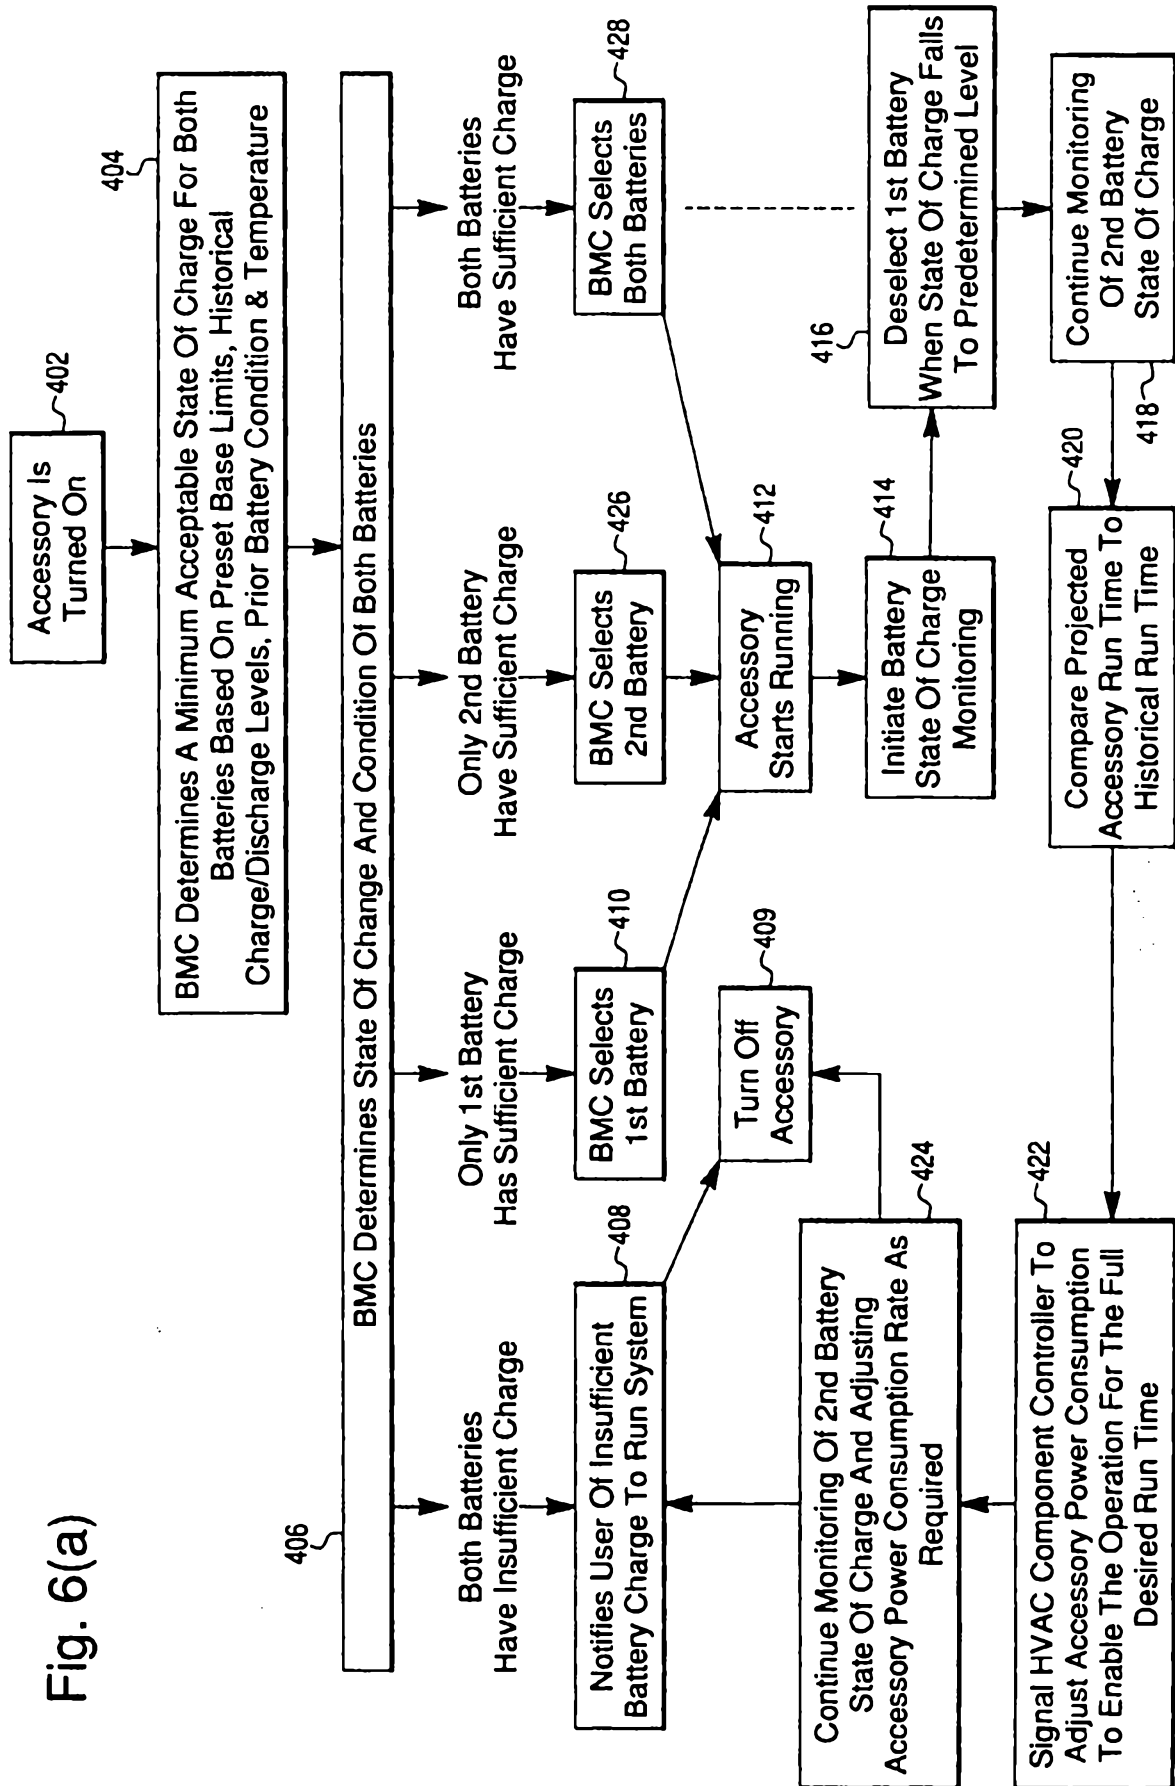 Fig. 6(a)
Accessory Is
Turned On
402
404
BMC Determines A Minimum Acceptable State Of Charge For Both
Batteries Based On Preset Base Limits, Historical
Charge/Discharge Levels, Prior Battery Condition & Temperature
406
BMC Determines State Of Change And Condition Of Both Batteries
Both Batteries
Have Insufficient Charge
Only 1st Battery
Has Sufficient Charge
Only 2nd Battery
Have Sufficient Charge
Both Batteries
Have Sufficient Charge
Notifies User Of Insufficient
Battery Charge To Run System
408
BMC Selects
1st Battery
410
BMC Selects
2nd Battery
426
BMC Selects
Both Batteries
428
Turn Off
Accessory
409
Accessory
Starts Running
412
Initiate Battery
State Of Charge
Monitoring
414
416
Deselect 1st Battery
When State Of Charge Falls
To Predetermined Level
Continue Monitoring Of 2nd Battery
State Of Charge And Adjusting
Accessory Power Consumption Rate As
Required
424
Signal HVAC Component Controller To
Adjust Accessory Power Consumption
To Enable The Operation For The Full
Desired Run Time
422
Compare Projected
Accessory Run Time To
Historical Run Time
420
Continue Monitoring
Of 2nd Battery
State Of Charge
418